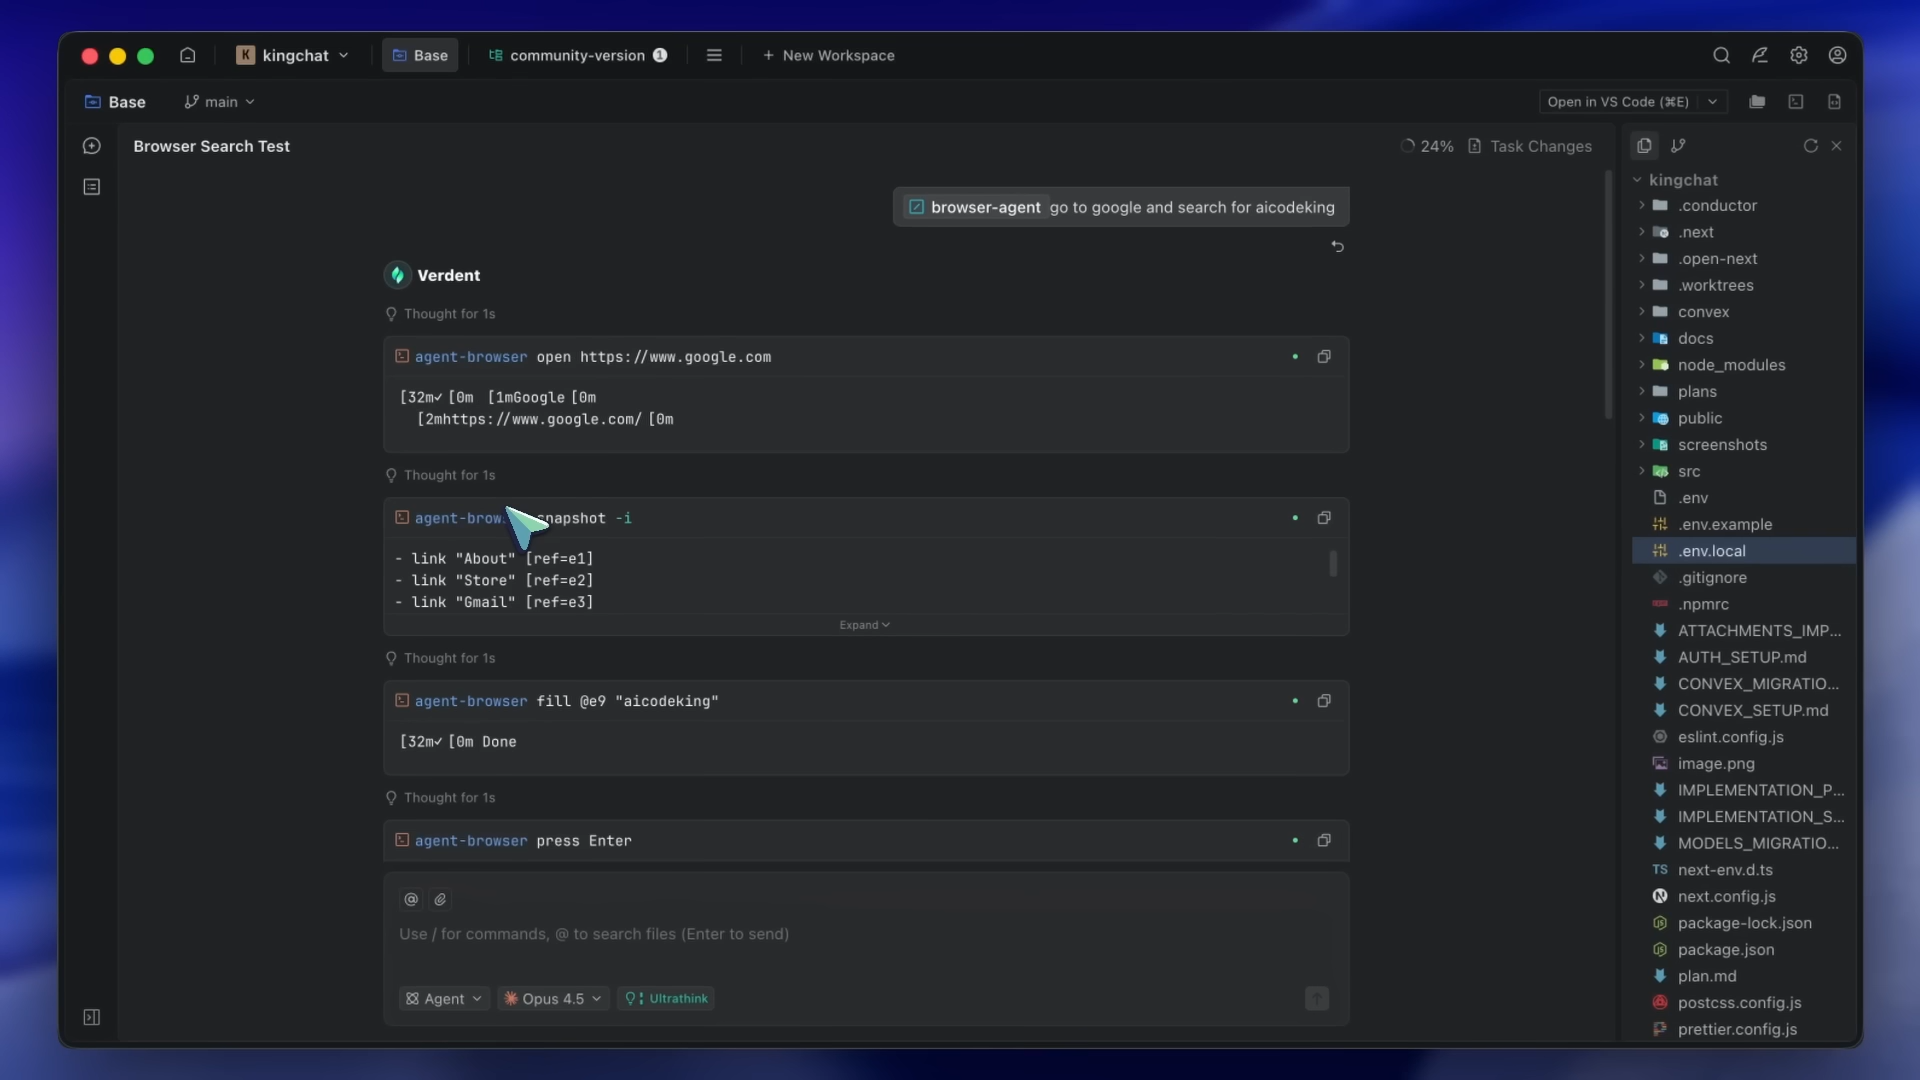 K kingchat
Base
community-version 1
+ New Workspace
Base
main
Open in VS Code (⌘E)
Browser Search Test
24%
Task Changes
browser-agent go to google and search for aicodeking
Verdent
Thought for 1s
agent-browser open https://www.google.com
[32m✓ [0m [1mGoogle [0m
[2mhttps://www.google.com/ [0m
Thought for 1s
agent-brow snapshot -i
- link "About" [ref=e1]
- link "Store" [ref=e2]
- link "Gmail" [ref=e3]
Expand
Thought for 1s
agent-browser fill @e9 "aicodeking"
[32m✓ [0m Done
Thought for 1s
agent-browser press Enter
@
Use / for commands, @ to search files (Enter to send)
Agent
Opus 4.5
Ultrathink
kingchat
.conductor
.next
.open-next
.worktrees
convex
docs
node_modules
plans
public
screenshots
src
.env
.env.example
.env.local
.gitignore
.npmrc
ATTACHMENTS_IMP...
AUTH_SETUP.md
CONVEX_MIGRATIO...
CONVEX_SETUP.md
eslint.config.js
image.png
IMPLEMENTATION_P...
IMPLEMENTATION_S...
MODELS_MIGRATIO...
TS next-env.d.ts
N next.config.js
package-lock.json
package.json
plan.md
postcss.config.js
prettier.config.js